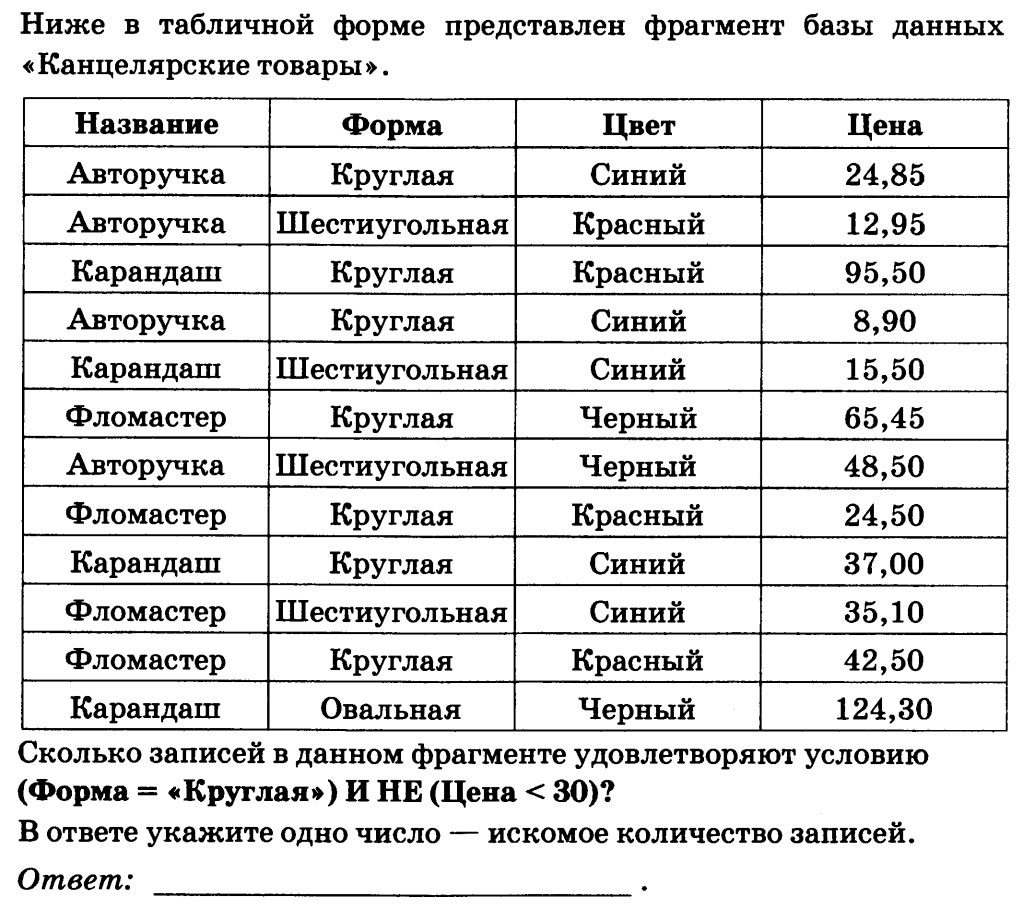 Ниже в табличной форме представлен фрагмент базы данных
«Канцелярские товары».
Название Форма Цвет Цена
Авторучка Круглая Синий 24,85
Авторучка Шестиугольная Красный 12,95
Карандаш Круглая Красный 95,50
Авторучка Круглая Синий 8,90
Карандаш Шестиугольная Синий 15,50
Фломастер Круглая Черный 65,45
Авторучка Шестиугольная Черный 48,50
Фломастер Круглая Красный 24,50
Карандаш Круглая Синий 37,00
Фломастер Шестиугольная Синий 35,10
Фломастер Круглая Красный 42,50
Карандаш Овальная Черный 124,30
Сколько записей в данном фрагменте удовлетворяют условию
(Форма = «Круглая») И НЕ (Цена < 30)?
В ответе укажите одно число — искомое количество записей.
Ответ: ______________________________ .